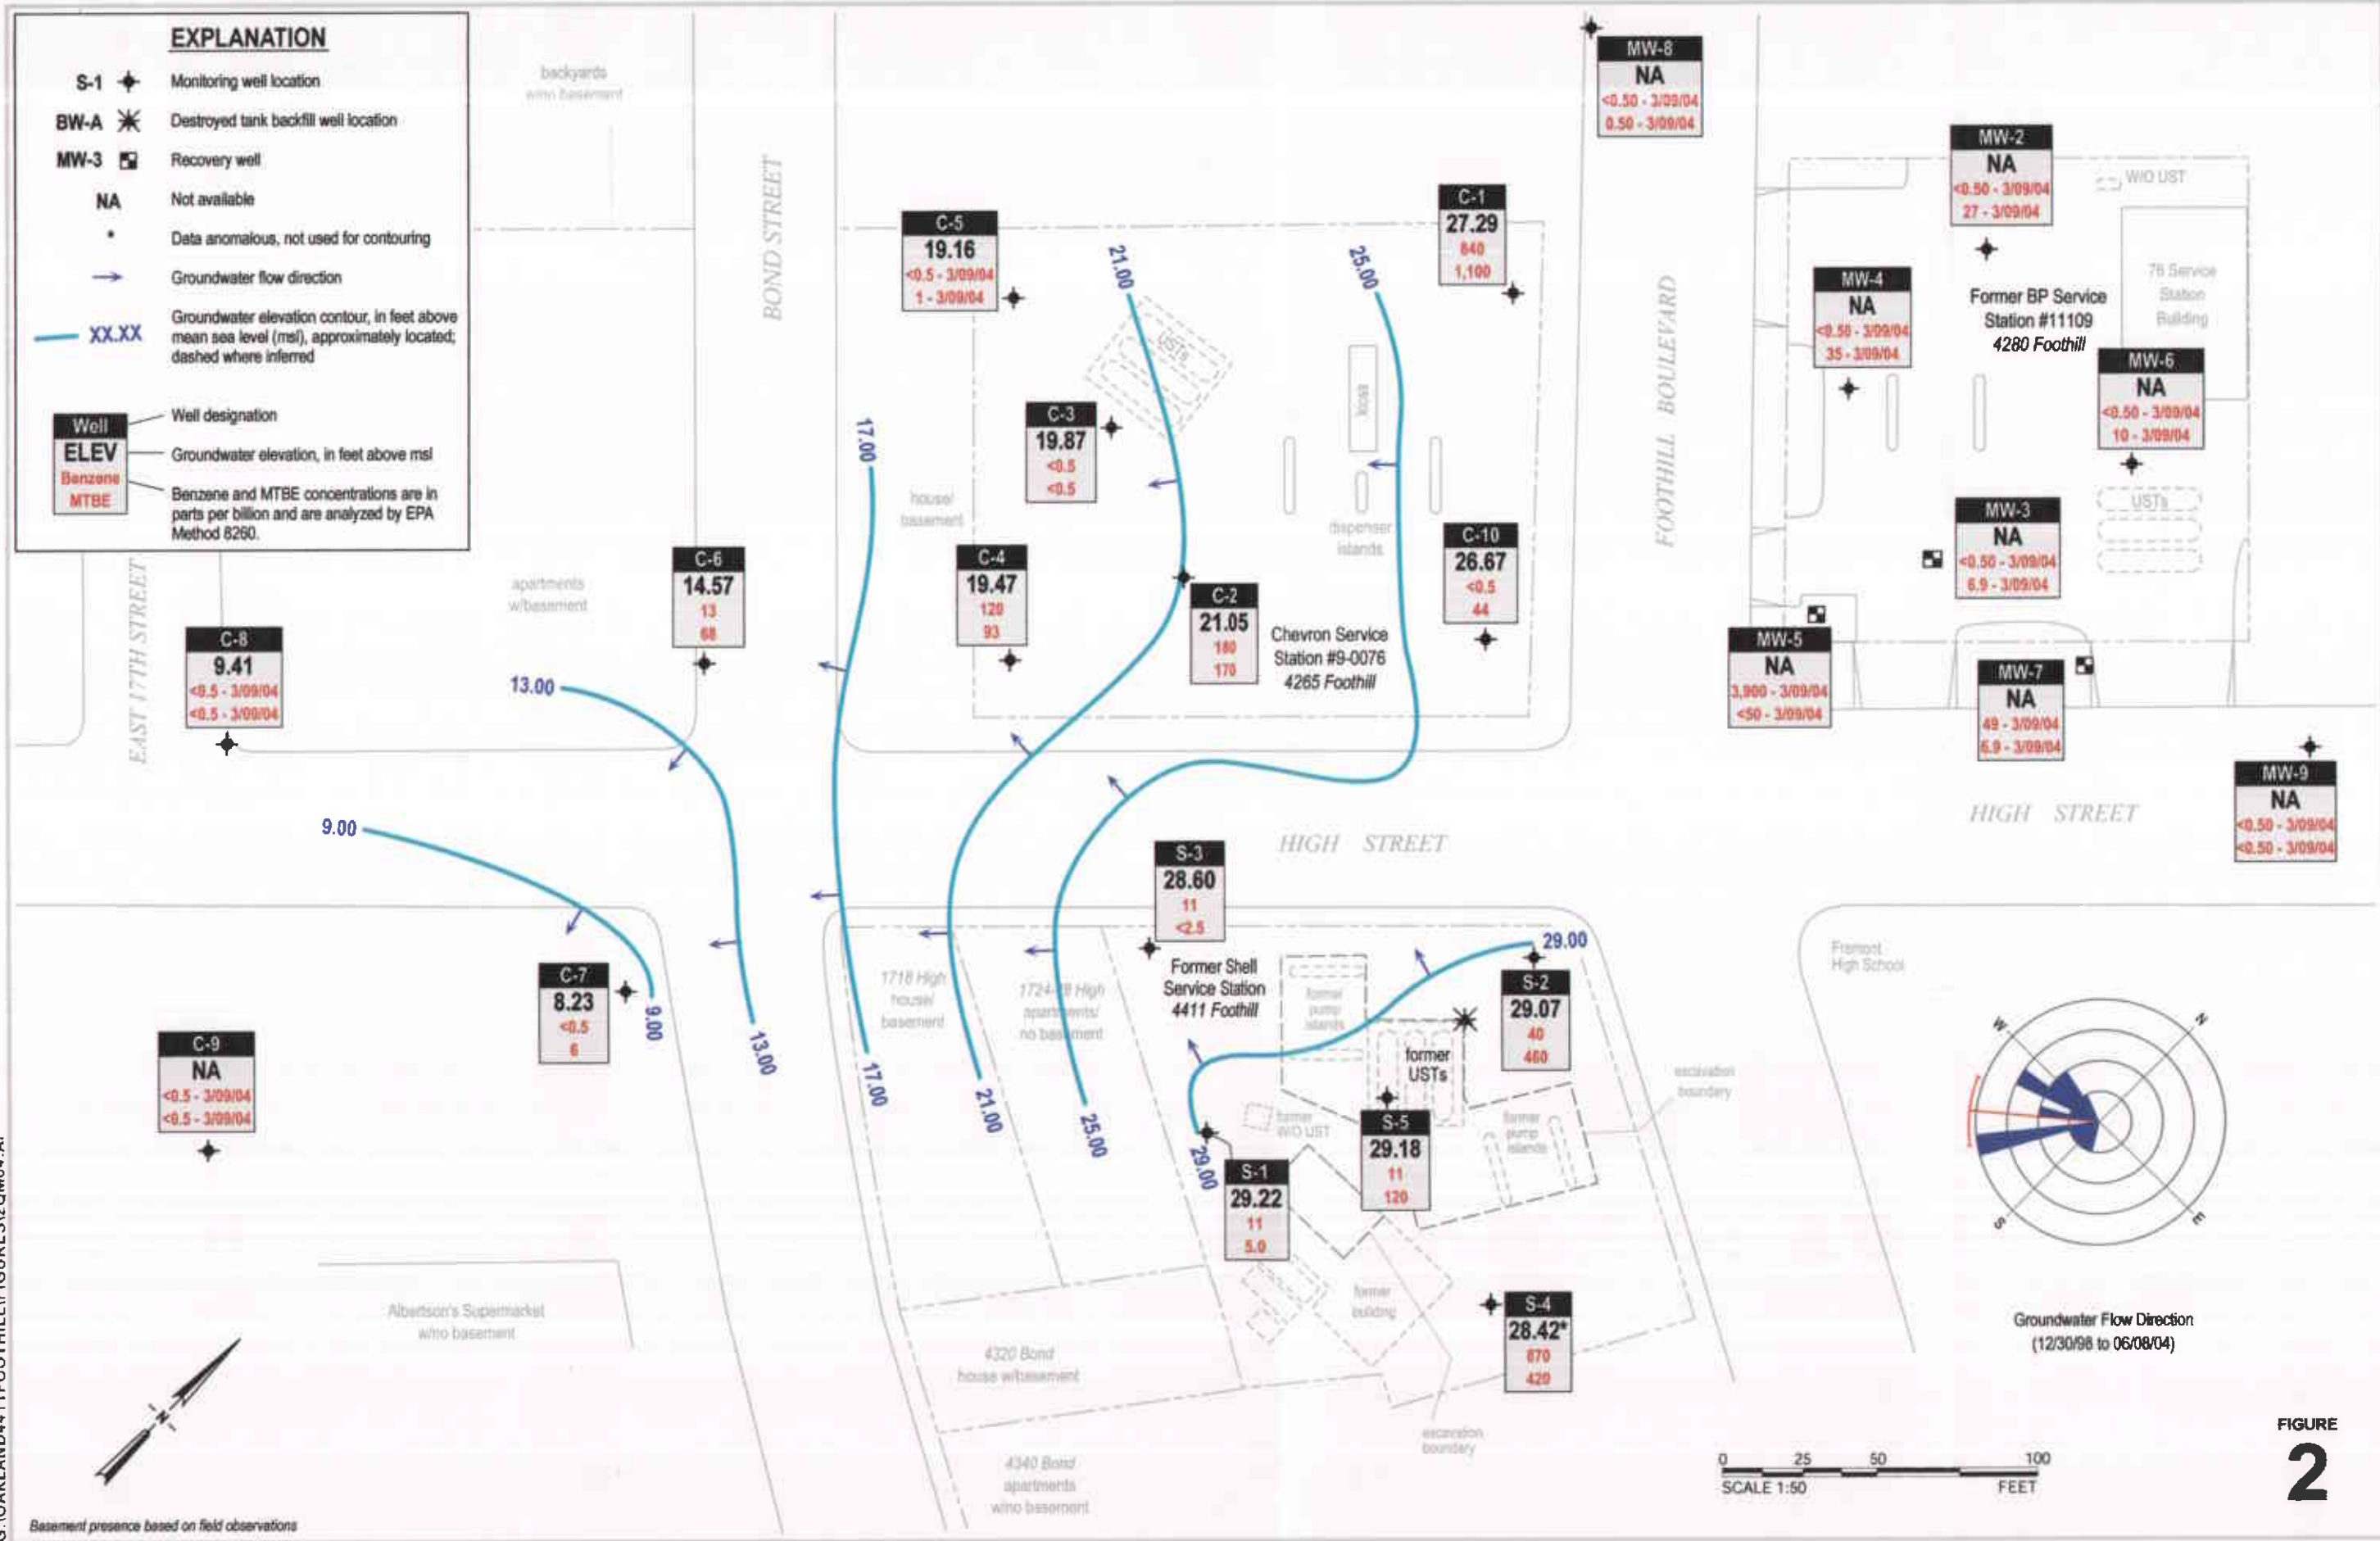 EXPLANATION
S-1
Monitoring well location
BW-A
Destroyed tank backfill well location
MW-3
Recovery well
NA
Not available
*
Data anomalous, not used for contouring
Groundwater flow direction
XX.XX
Groundwater elevation contour, in feet above
mean sea level (msl), approximately located;
dashed where inferred
Well
ELEV
Benzene
MTBE
Well designation
Groundwater elevation, in feet above msl
Benzene and MTBE concentrations are in
parts per billion and are analyzed by EPA
Method 8260.
backyards
w/no basement
BOND STREET
MW-8
NA
<0.50 - 3/09/04
0.50 - 3/09/04
MW-2
NA
<0.50 - 3/09/04
27 - 3/09/04
W/O UST
C-5
19.16
<0.5 - 3/09/04
1 - 3/09/04
21.00
25.00
C-1
27.29
840
1,100
MW-4
NA
<0.50 - 3/09/04
35 - 3/09/04
Former BP Service
Station #11109
4280 Foothill
76 Service
Station
Building
USTs
FOOTHILL BOULEVARD
MW-6
NA
<0.50 - 3/09/04
10 - 3/09/04
kiosk
C-3
19.87
<0.5
<0.5
17.00
house/
basement
dispenser
islands
MW-3
NA
<0.50 - 3/09/04
6.9 - 3/09/04
USTs
C-10
26.67
<0.5
44
EAST 17TH STREET
apartments
w/basement
C-6
14.57
13
68
C-4
19.47
120
93
C-2
21.05
180
170
Chevron Service
Station #9-0076
4265 Foothill
C-8
9.41
<0.5 - 3/09/04
<0.5 - 3/09/04
13.00
MW-5
NA
3,900 - 3/09/04
<50 - 3/09/04
MW-7
NA
49 - 3/09/04
6.9 - 3/09/04
MW-9
NA
<0.50 - 3/09/04
<0.50 - 3/09/04
HIGH STREET
HIGH STREET
9.00
S-3
28.60
11
<2.5
Former Shell
Service Station
4411 Foothill
29.00
Fremont
High School
C-7
8.23
<0.5
6
9.00
13.00
1718 High
house/
basement
1724-28 High
apartments/
no basement
former
pump
islands
S-2
29.07
40
460
former
USTs
C-9
NA
<0.5 - 3/09/04
<0.5 - 3/09/04
17.00
21.00
25.00
former
W/O UST
former
pump
islands
excavation
boundary
29.00
S-5
29.18
11
120
S-1
29.22
11
5.0
W
N
S
E
former
building
S-4
28.42*
870
420
Groundwater Flow Direction
(12/30/98 to 06/08/04)
Albertson's Supermarket
w/no basement
4320 Bond
house w/basement
excavation
boundary
4340 Bond
apartments
w/no basement
N
0 25 50 100
SCALE 1:50 FEET
FIGURE
2
Basement presence based on field observations